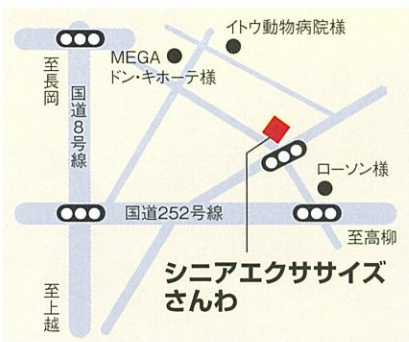 イトウ動物病院様
MEGA
ドン・キホーテ様
至長岡
国道8号線
ローソン様
国道252号線
至高柳
シニアエクササイズ
さんわ
至上越